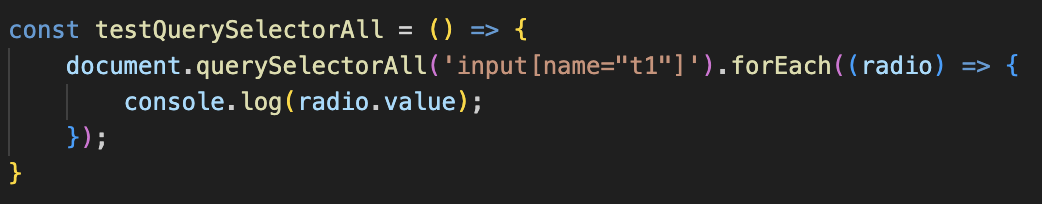 const testQuerySelectorAll = () => {
    document.querySelectorAll('input[name="t1"]').forEach((radio) => {
        console.log(radio.value);
    });
}